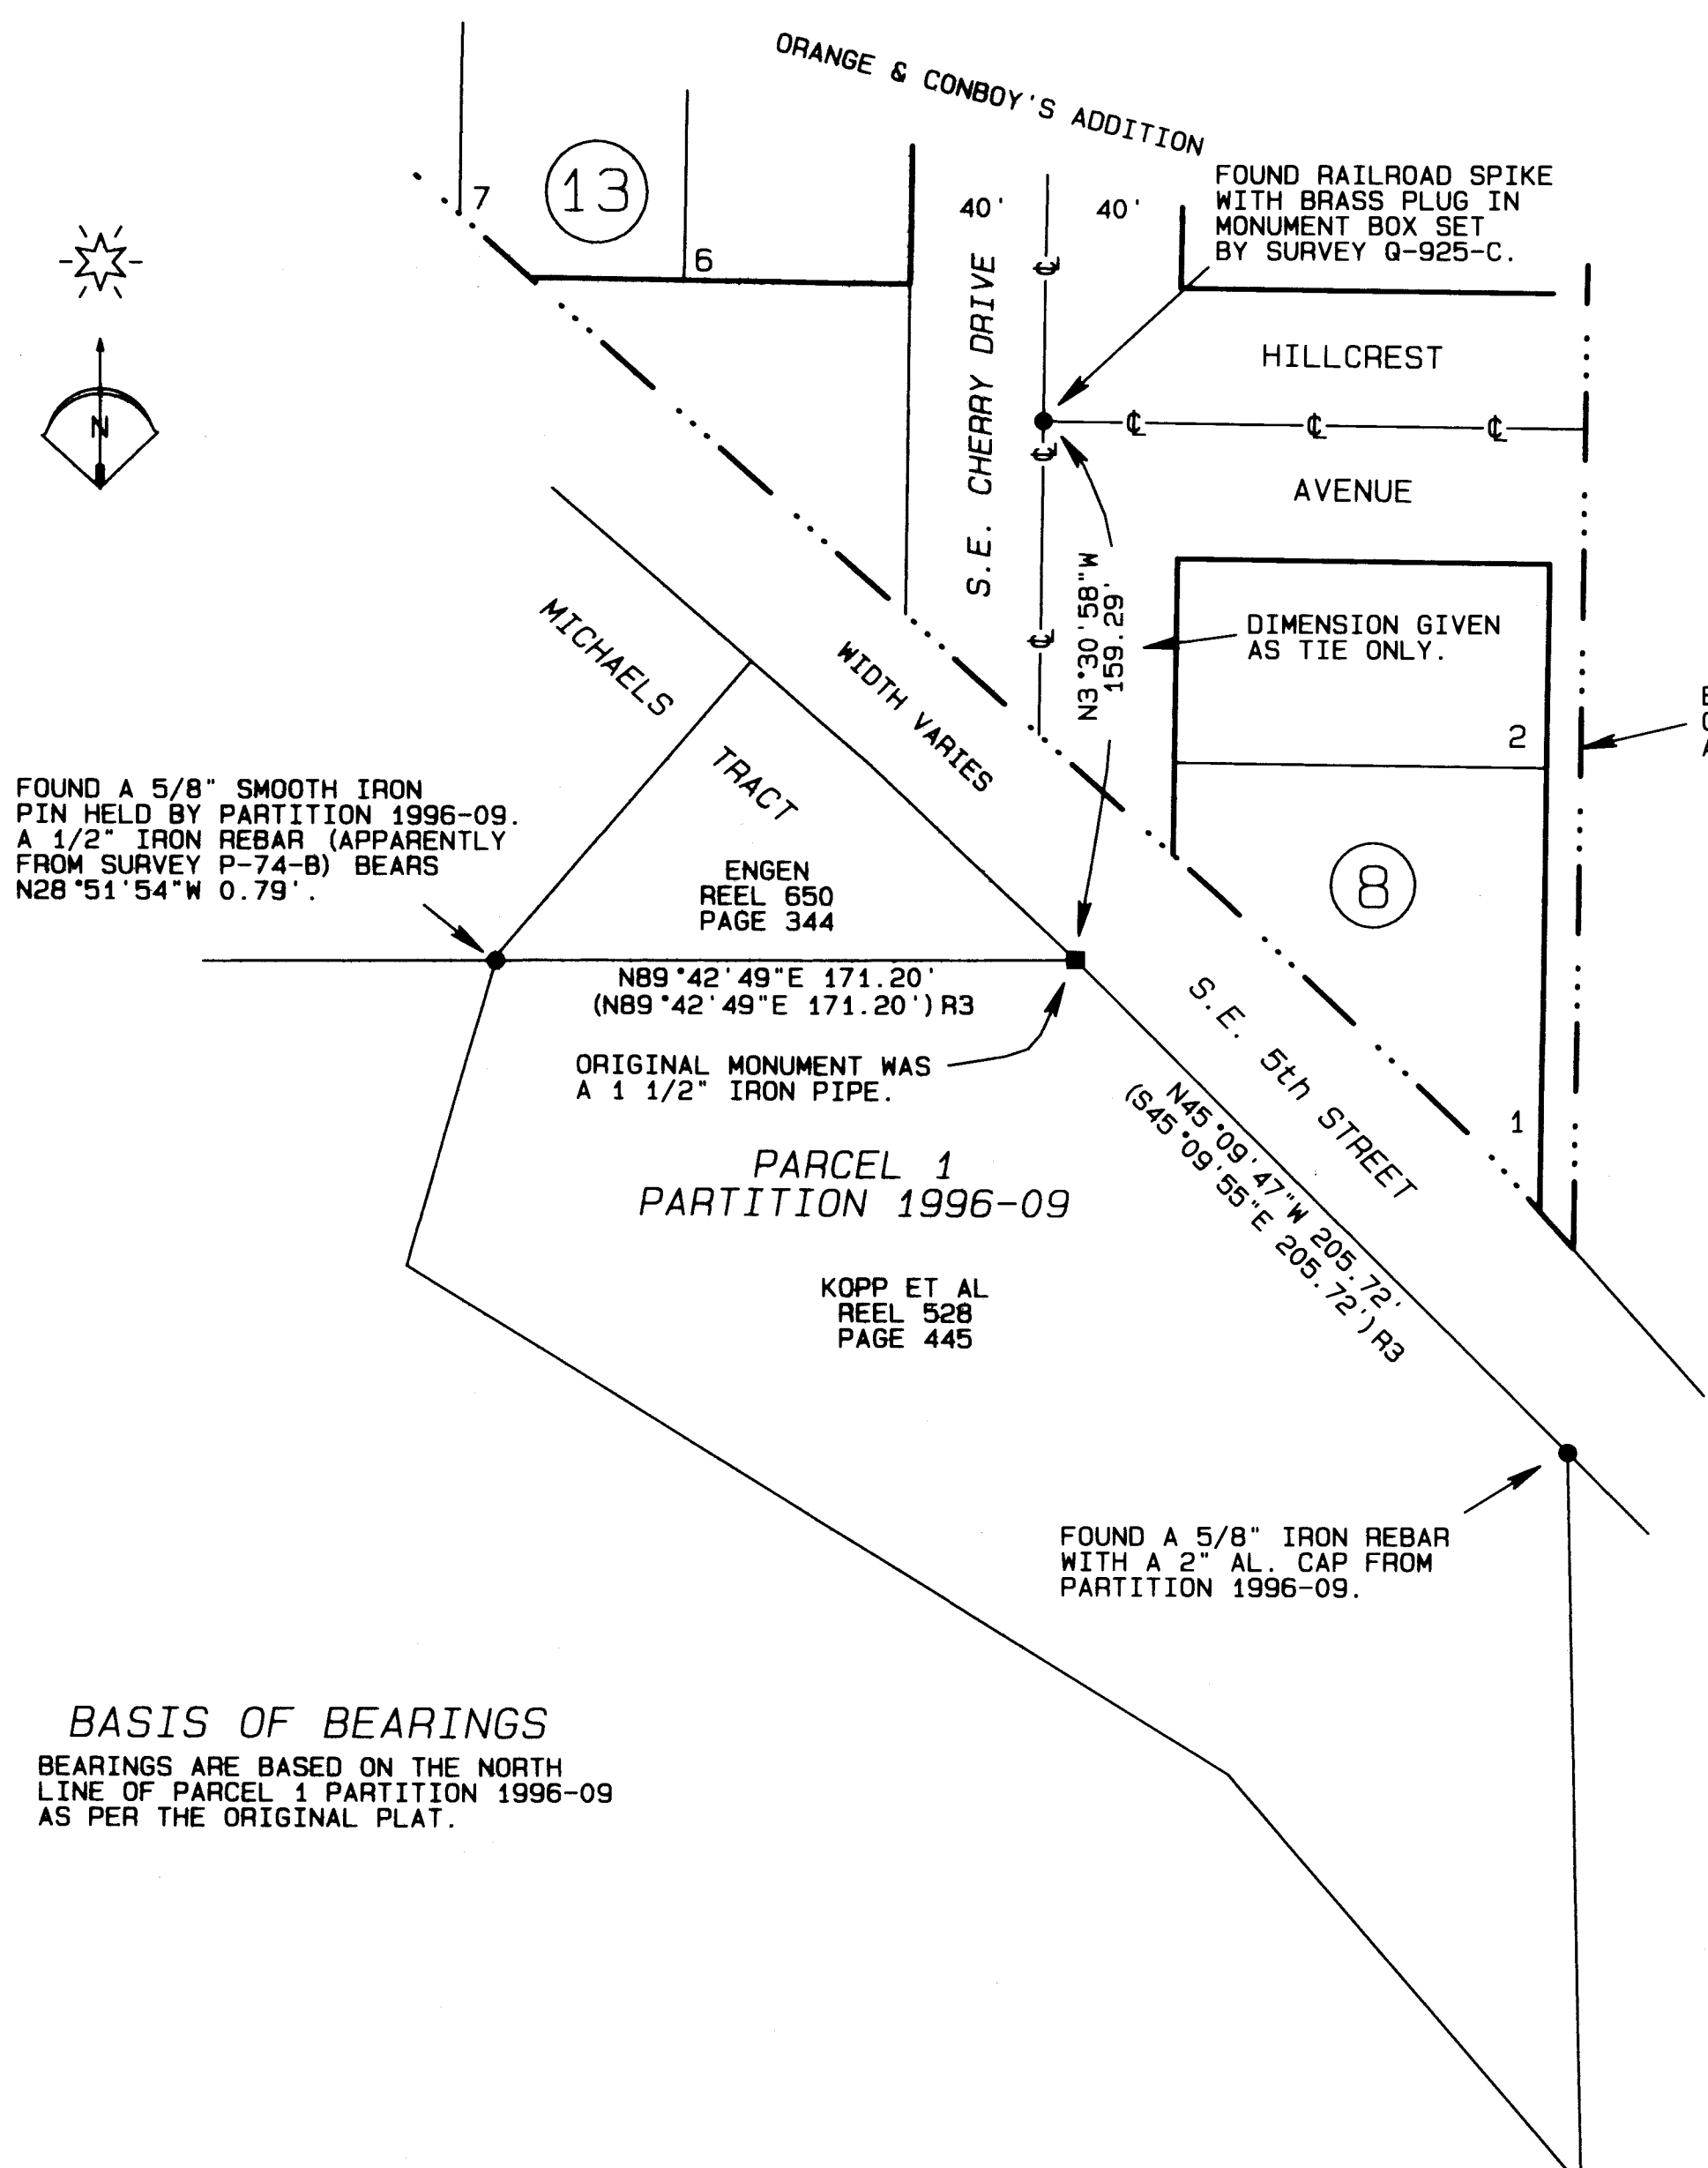 ORANGE & CONBOY'S ADDITION
FOUND RAILROAD SPIKE
WITH BRASS PLUG IN
MONUMENT BOX SET
BY SURVEY Q-925-C.
7
13
6
40'
40'
S.E. CHERRY DRIVE
HILLCREST
AVENUE
N
N3°30'58"W
159.29'
DIMENSION GIVEN
AS TIE ONLY.
2
MICHAELS
TRACT
WIDTH VARIES
FOUND A 5/8" SMOOTH IRON
PIN HELD BY PARTITION 1996-09.
A 1/2" IRON REBAR (APPARENTLY
FROM SURVEY P-74-B) BEARS
N28°51'54"W 0.79'.
ENGEN
REEL 650
PAGE 344
8
N89°42'49"E 171.20'
(N89°42'49"E 171.20')R3
S.E. 5th STREET
1
ORIGINAL MONUMENT WAS
A 1 1/2" IRON PIPE.
N45°09'47"W 205.72'
(S45°09'55"E 205.72')R3
PARCEL 1
PARTITION 1996-09
KOPP ET AL
REEL 528
PAGE 445
FOUND A 5/8" IRON REBAR
WITH A 2" AL. CAP FROM
PARTITION 1996-09.
BASIS OF BEARINGS
BEARINGS ARE BASED ON THE NORTH
LINE OF PARCEL 1 PARTITION 1996-09
AS PER THE ORIGINAL PLAT.